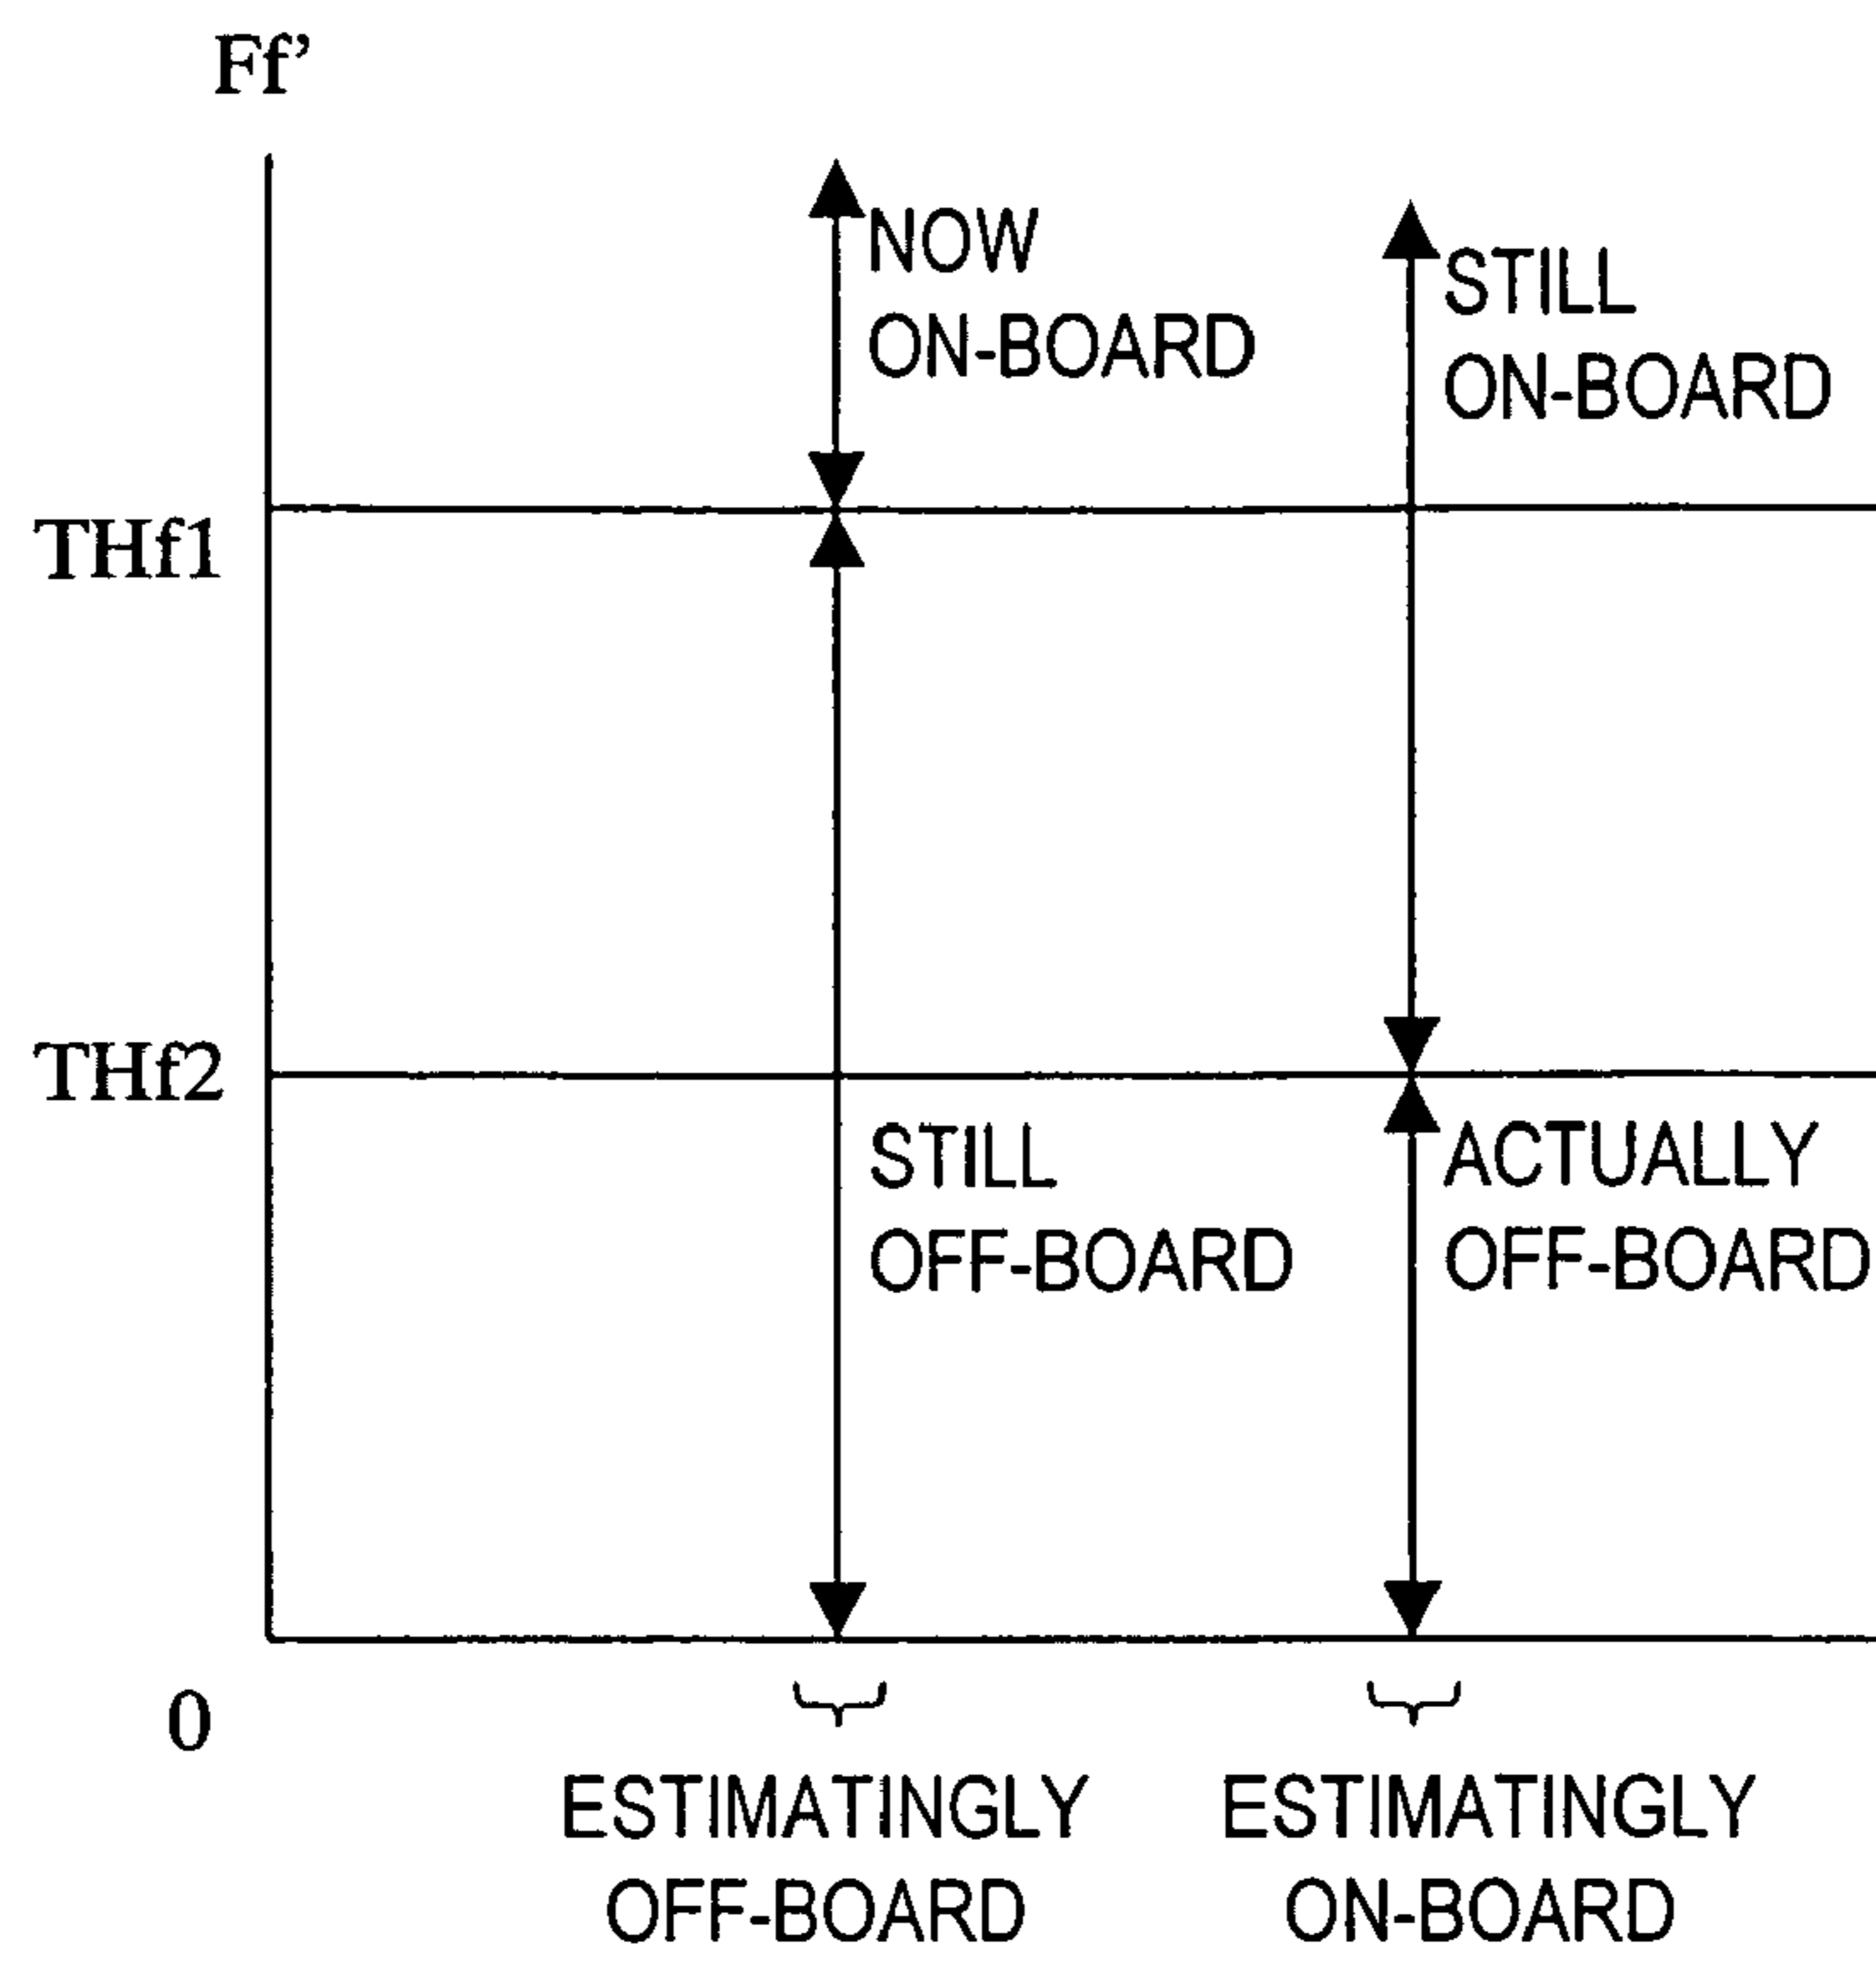 Ff’
NOW
ON-BOARD
STILL
ON-BOARD
THf1
THf2
STILL
OFF-BOARD
ACTUALLY
OFF-BOARD
0
ESTIMATINGLY
OFF-BOARD
ESTIMATINGLY
ON-BOARD